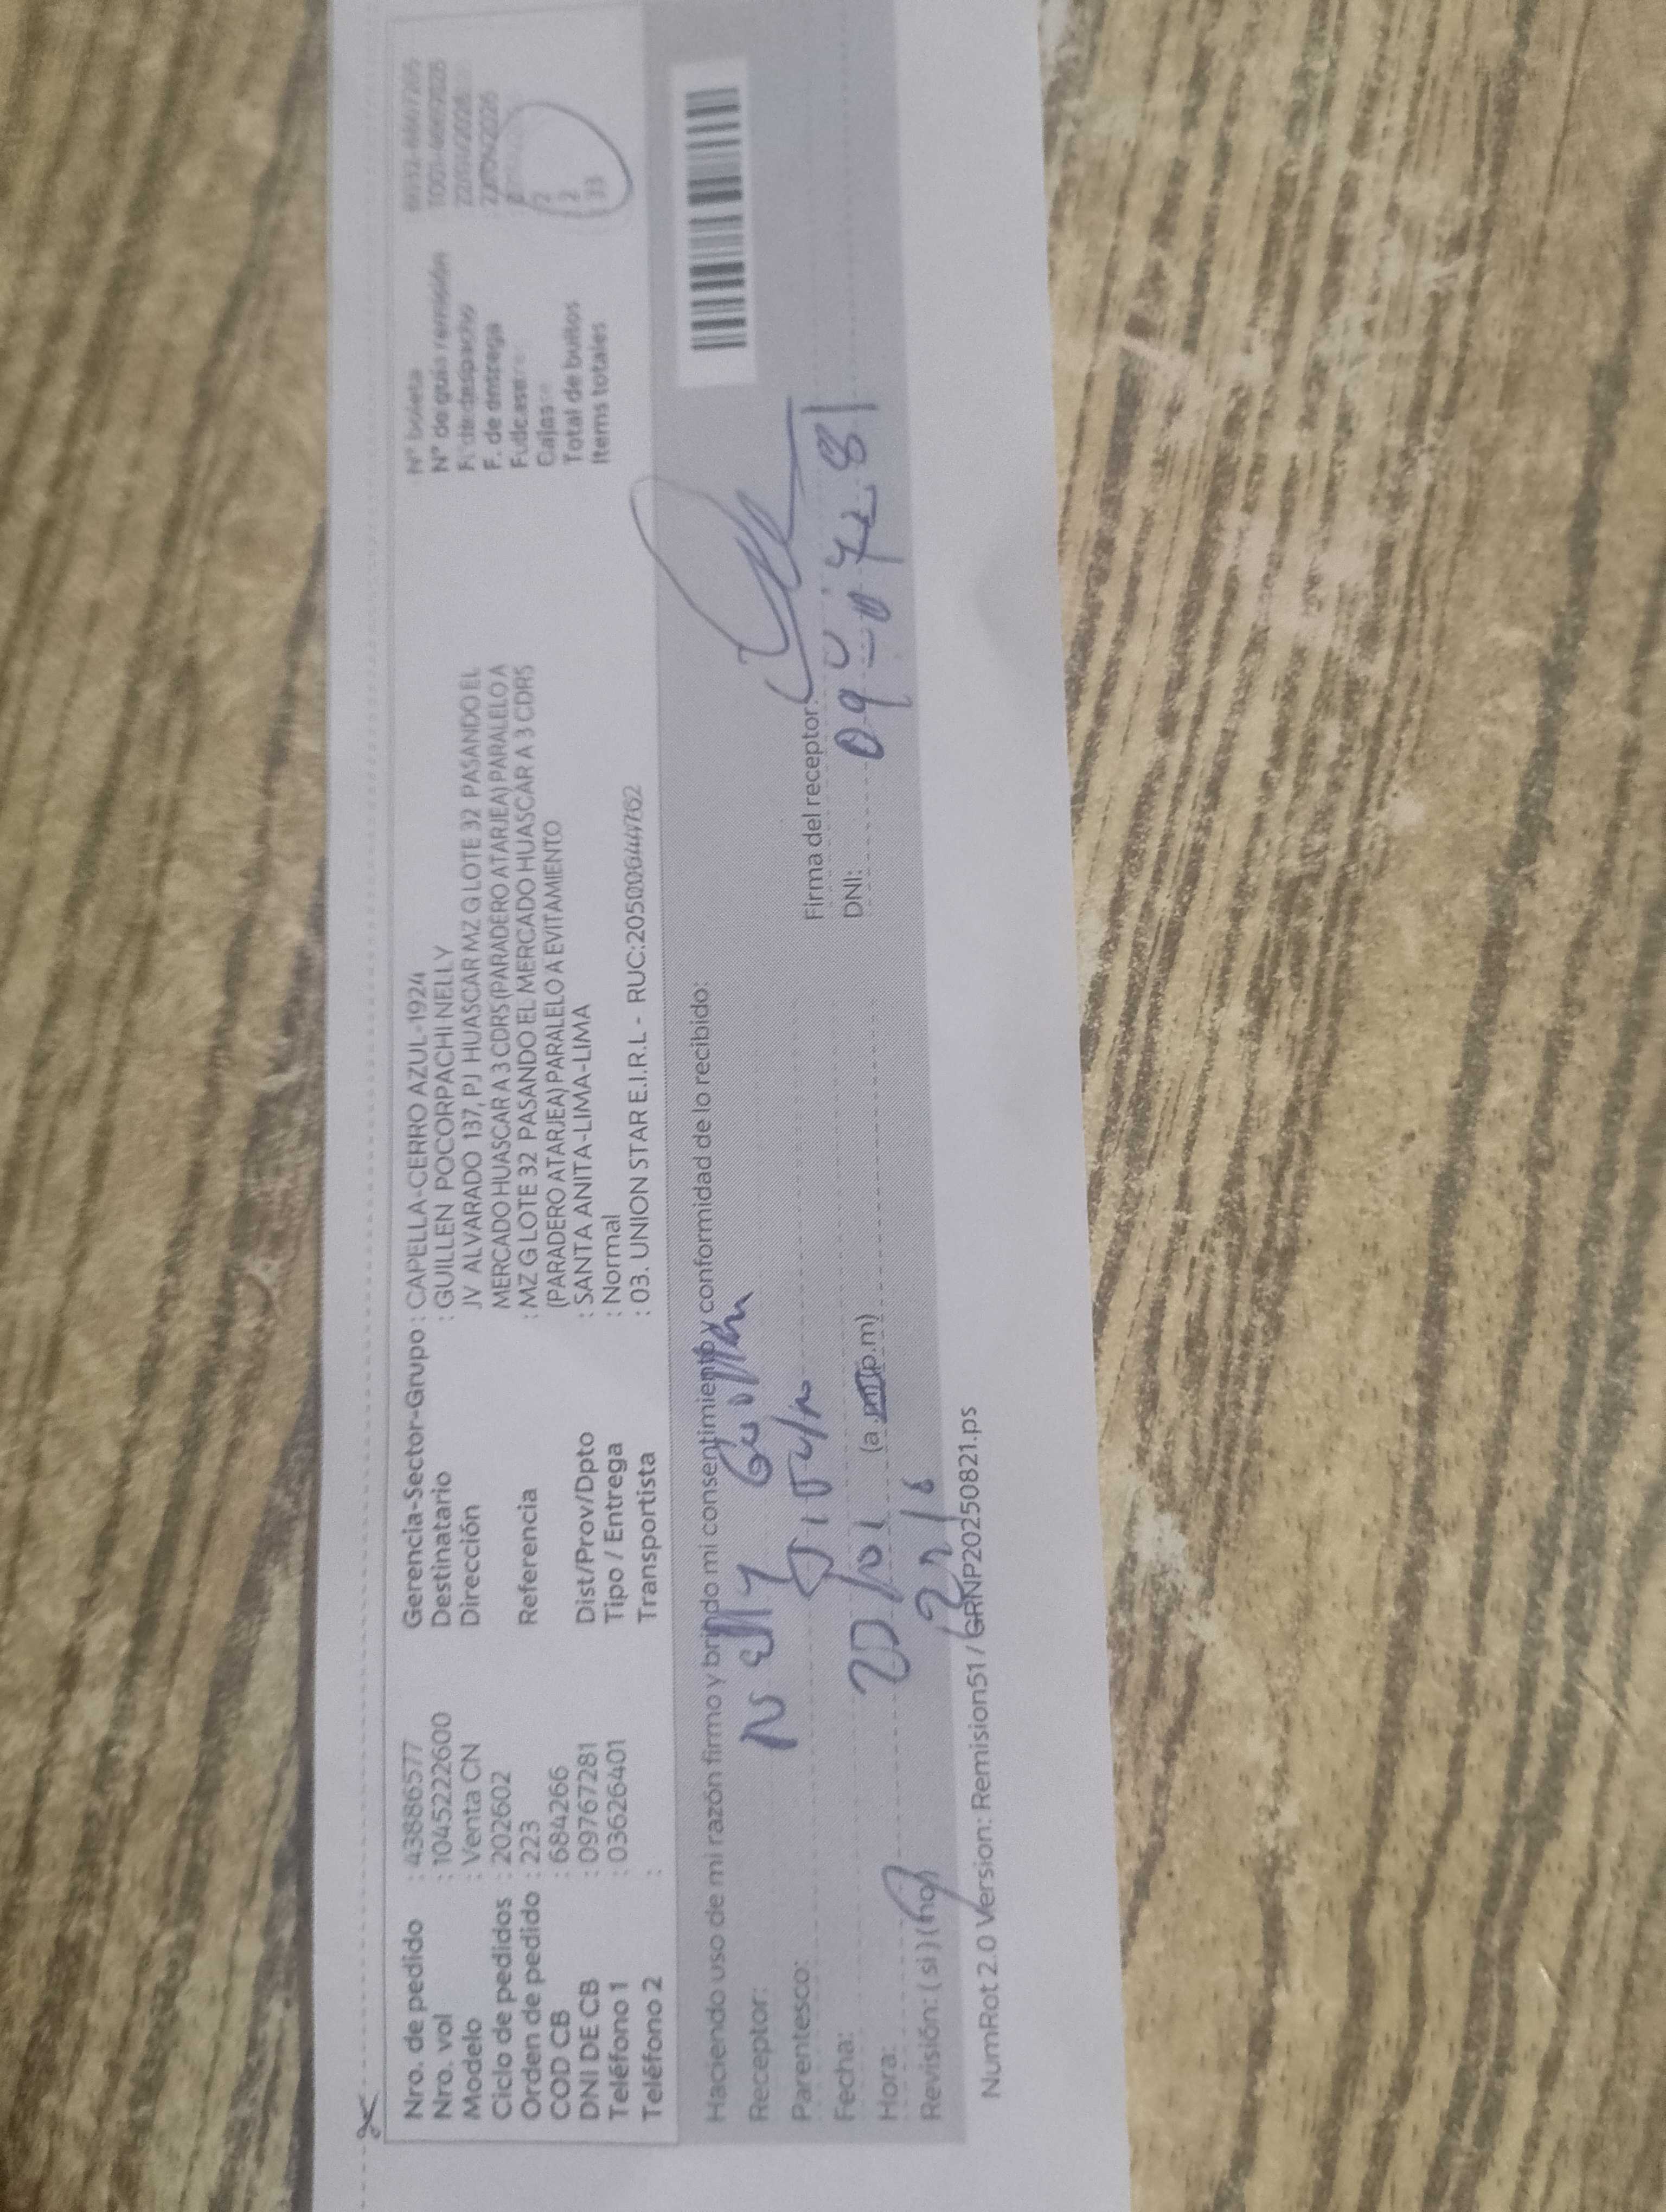 Nro. de pedido : 43886577
Nro. vol : 1045222600
Modelo : Venta CN
Ciclo de pedidos : 202602
Orden de pedido : 223
COD CB : 684266
DNI DE CB : 09767281
Teléfono 1 : 03626401
Teléfono 2 :
Gerencia-Sector-Grupo : CAPELLA-CERRO AZUL-1924
Destinatario : GUILLEN POCORPACHI NELLY
Dirección JV ALVARADO 137, PJ HUASCAR MZ G LOTE 32 PASANDO EL
MERCADO HUASCAR A 3 CDRS (PARADERO ATARJEA) PARALELO A
Referencia : MZ G LOTE 32 PASANDO EL MERCADO HUASCAR A 3 CDRS
(PARADERO ATARJEA) PARALELO A EVITAMIENTO
Dist/Prov/Dpto : SANTA ANITA-LIMA-LIMA
Tipo / Entrega : Normal
Transportista : 03. UNION STAR E.I.R.L - RUC:
N° boleta
N° de guía remisión
F. de despacho
F. de entrega
Cajas 2
Total de bultos 2
Items totales 33
Haciendo uso de mi razón firmo y brindo mi consentimiento y conformidad de lo recibido:
Receptor: Nelly
Parentesco:
Fecha:
Hora: (a.m/p.m)
Revisión: (si) (no)
Firma del receptor:
DNI:
NumRot 2.0 Version: Remision51 / GRNP20250821.ps